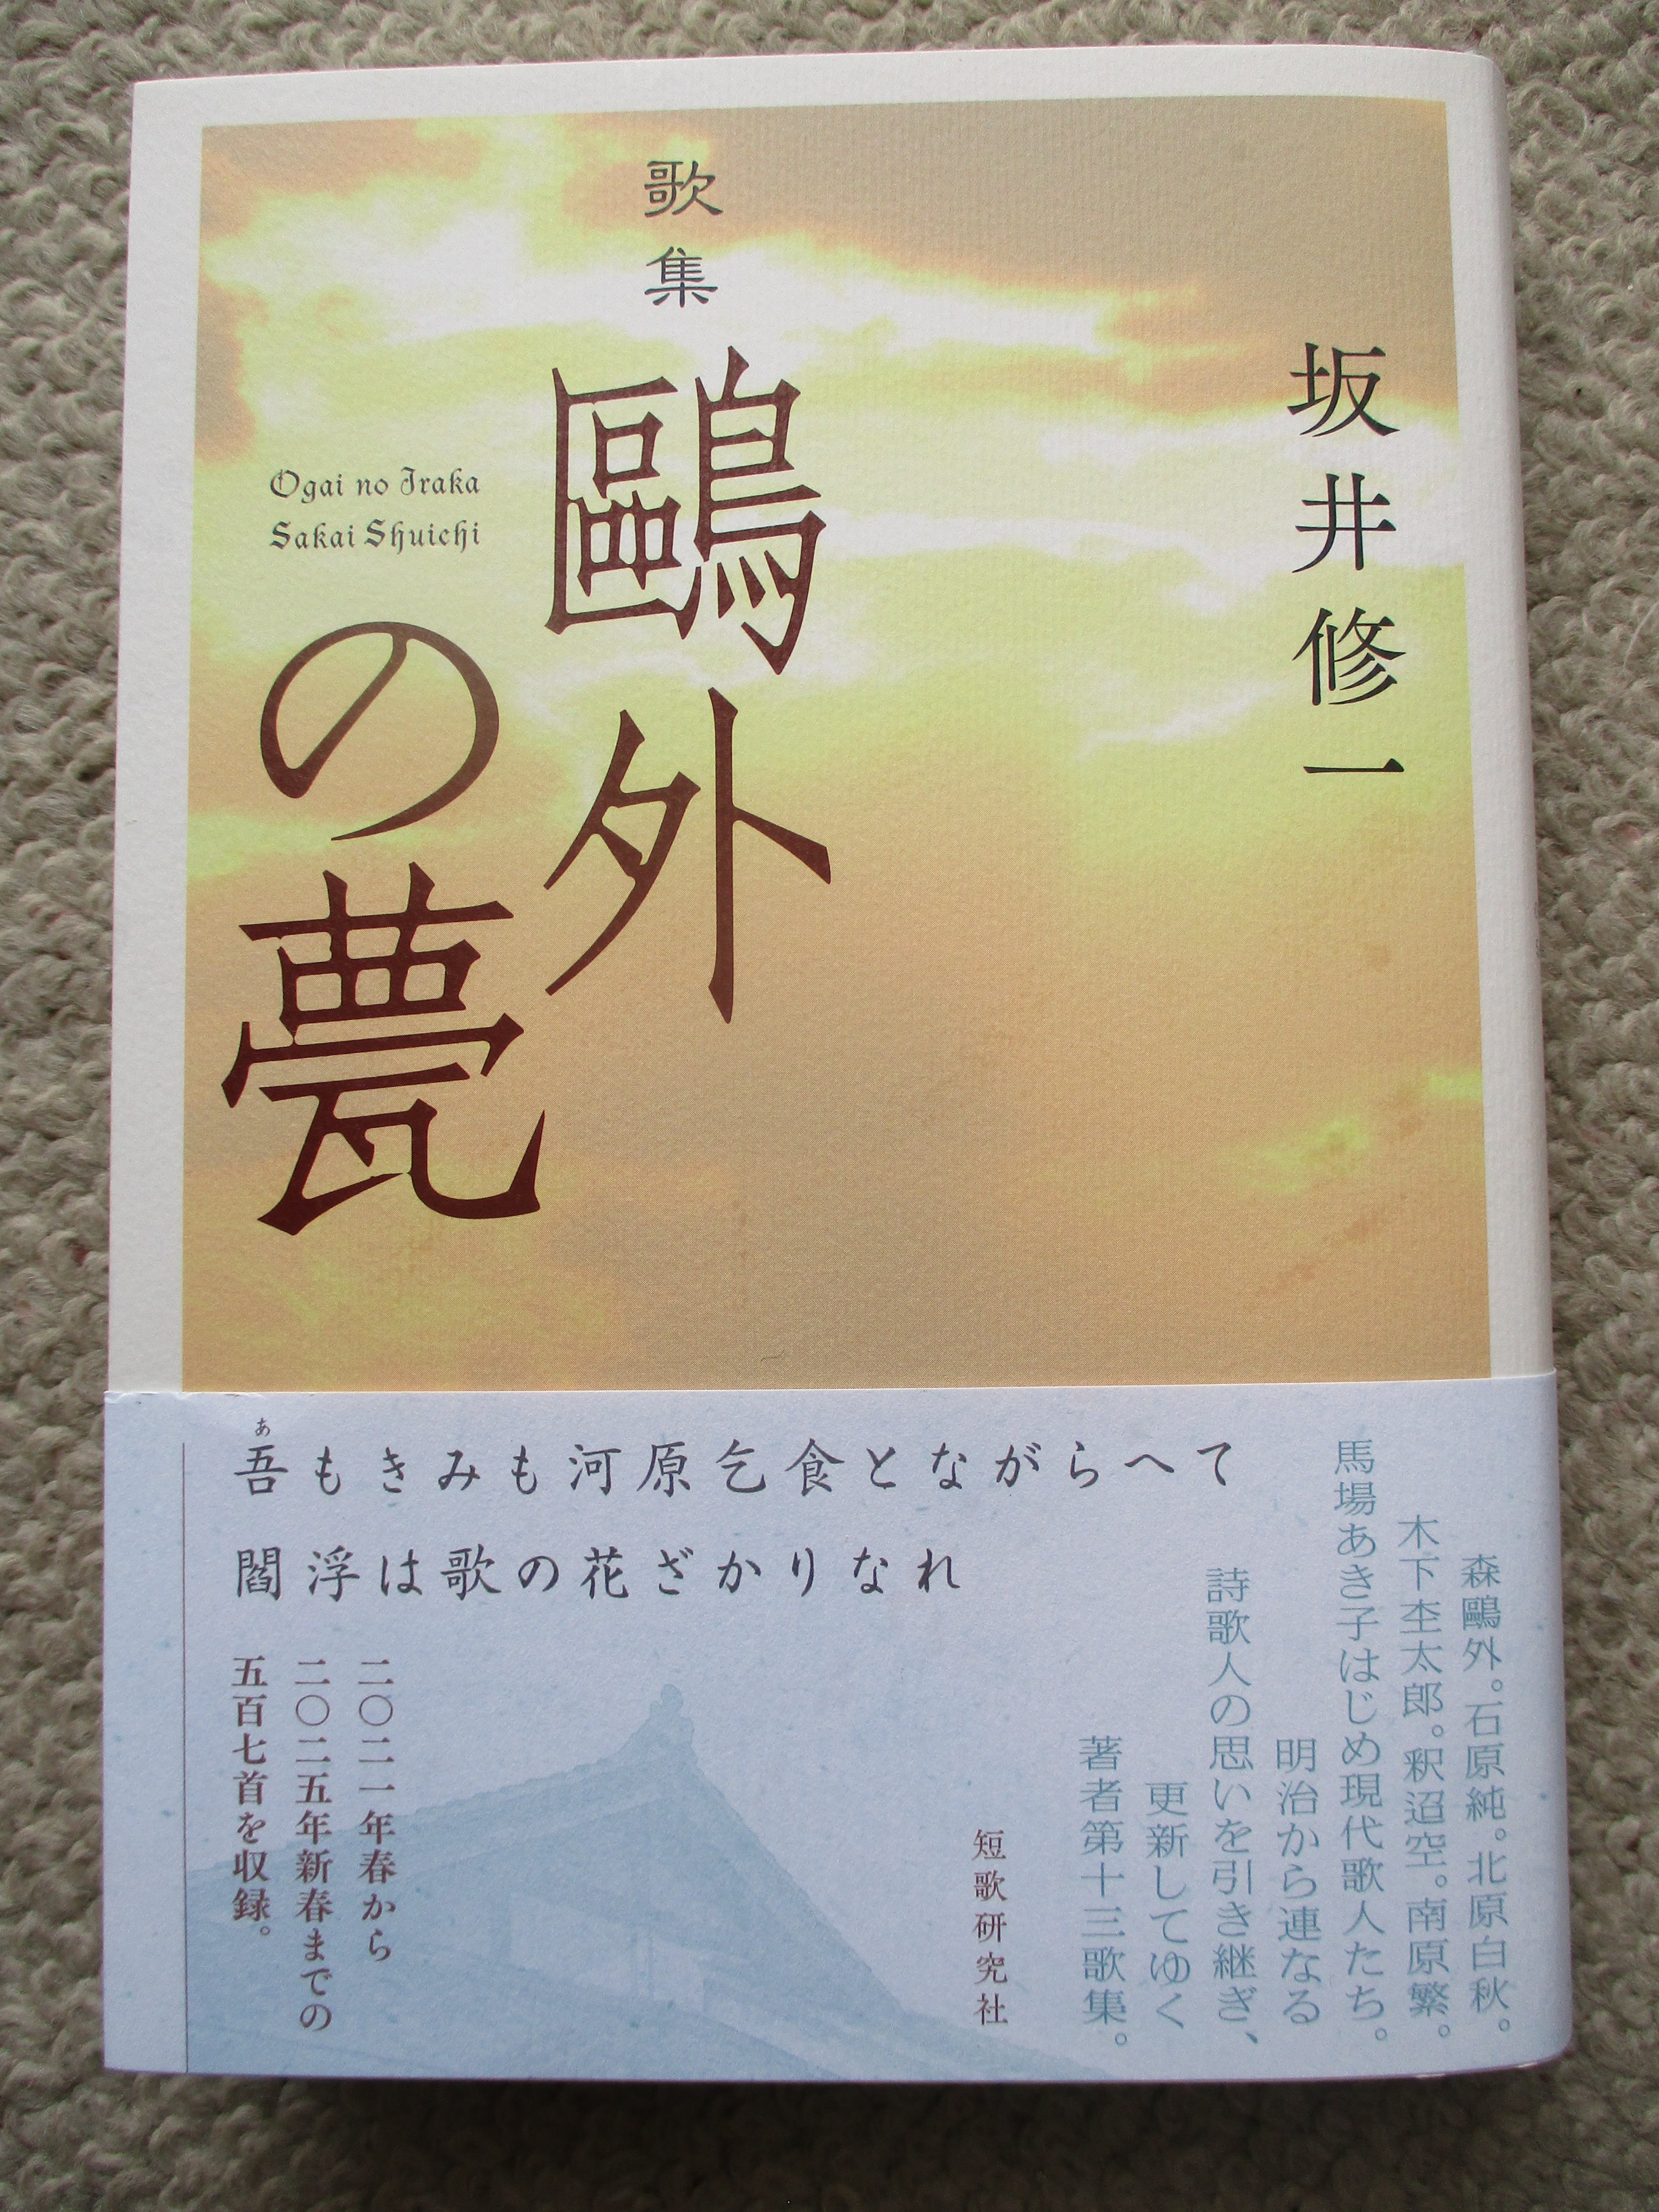 坂井修一
歌集
鷗外
の甍
Ogai no Iraka
Sakai Shuichi
あ
吾もきみも河原乞食とながらへて
閻浮は歌の花ざかりなれ
森鷗外。石原純。北原白秋。
木下杢太郎。釈迢空。南原繁。
馬場あき子はじめ現代歌人たち。
明治から連なる
詩歌人の思いを引き継ぎ、
更新してゆく
著者第十三歌集。
短歌研究社
二〇二一年春から
二〇二五年新春までの
五百七首を収録。